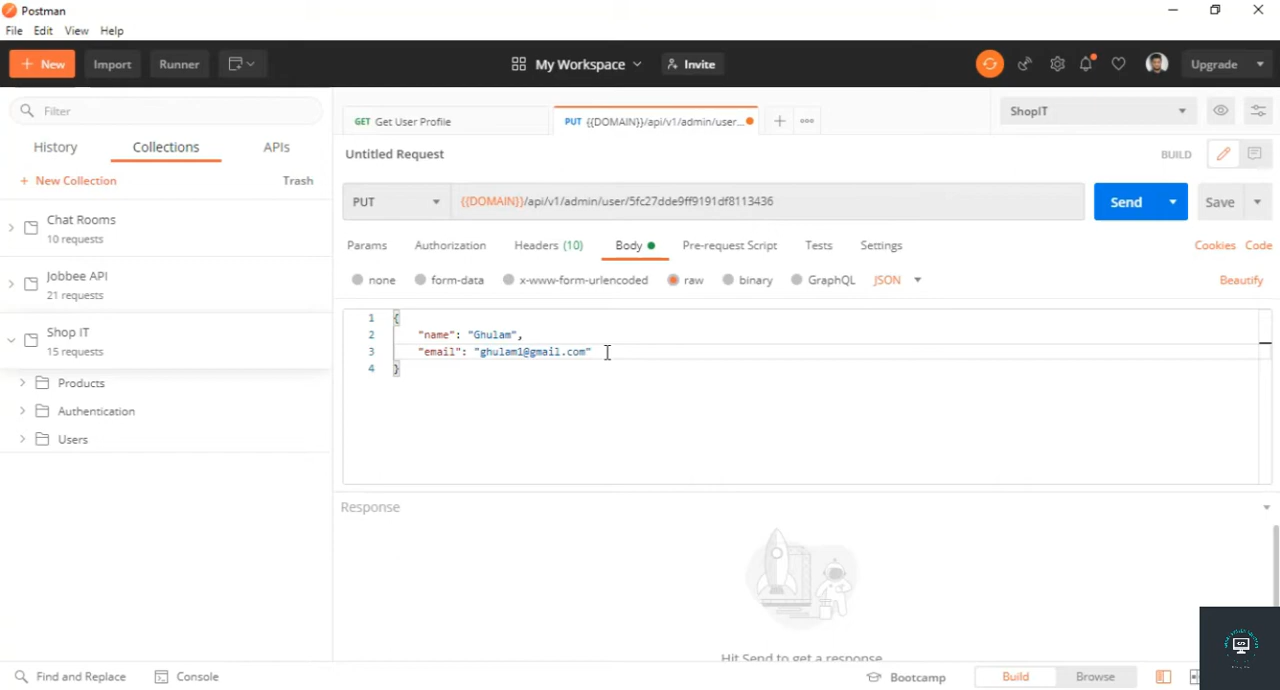 Postman
File Edit View Help
+ New Import Runner My Workspace Invite Upgrade
Filter
History Collections APIs
+ New Collection Trash
Chat Rooms
10 requests
Jobbee API
21 requests
Shop IT
15 requests
Products
Authentication
Users
GET Get User Profile PUT {{DOMAIN}}/api/v1/admin/user... ShopIT
Untitled Request BUILD
PUT {{DOMAIN}}/api/v1/admin/user/5fc27dde9ff9191df8113436 Send Save
Params Authorization Headers (10) Body Pre-request Script Tests Settings Cookies Code
none form-data x-www-form-urlencoded raw binary GraphQL JSON Beautify
1 {
2 "name": "Ghulam",
3 "email": "ghulam1@gmail.com"
4 }
Response
Hit Send to get a response
Find and Replace Console Bootcamp Build Browse